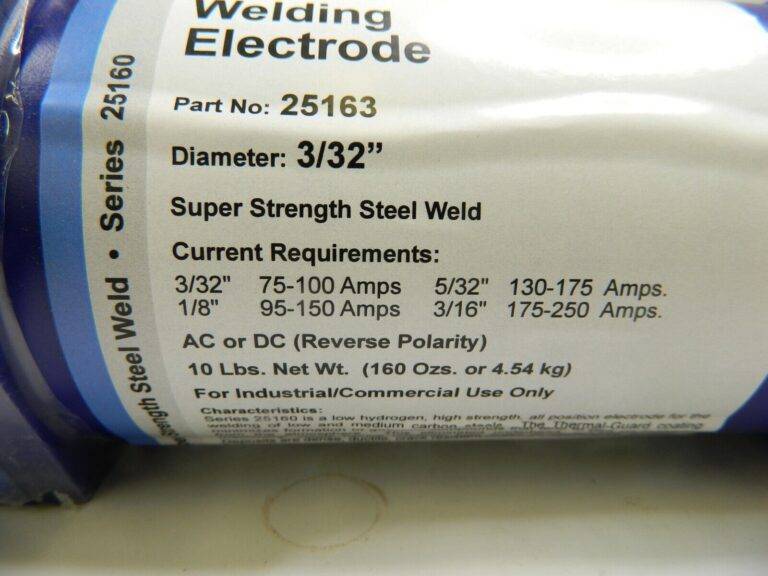 Welding
Electrode
Part No: 25163
Diameter: 3/32”
Super Strength Steel Weld
Current Requirements:
3/32" 75-100 Amps 5/32" 130-175 Amps.
1/8" 95-150 Amps 3/16" 175-250 Amps.
AC or DC (Reverse Polarity)
10 Lbs. Net Wt. (160 Ozs. or 4.54 kg)
For Industrial/Commercial Use Only
Characteristics:
Series 25160 is a low hydrogen, high strength, all position electrode for the
welding of low and medium carbon steels. The Thermal-Guard coating
Steel Weld • Series 25160